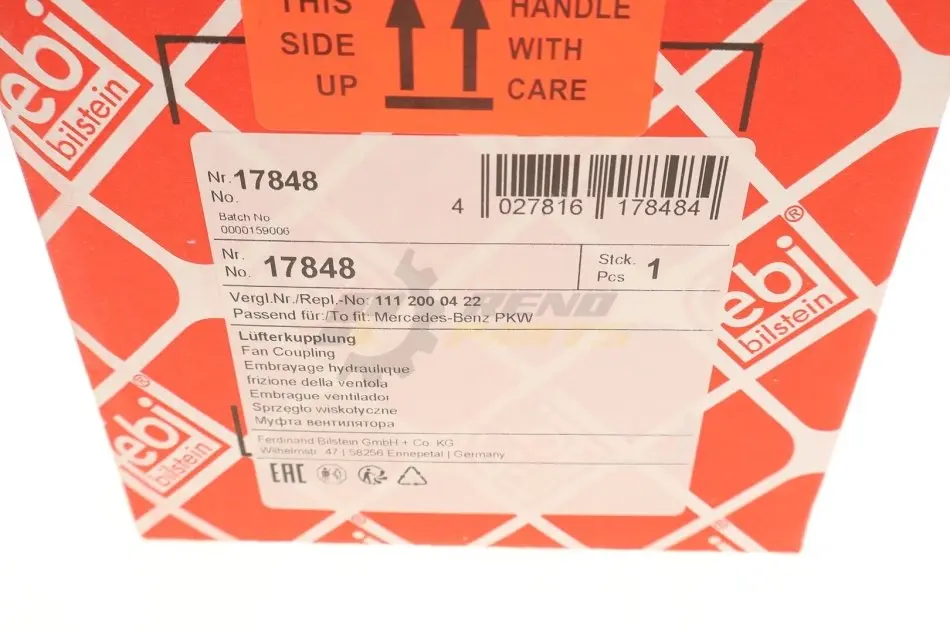 THIS
SIDE
UP
HANDLE
WITH
CARE
febi
bilstein
Nr.
No. 17848
Batch No
0000159006
4 027816 178484
Nr.
No. 17848
Stck.
Pcs 1
Vergl.Nr./Repl.-No: 111 200 04 22
Passend für:/To fit: Mercedes-Benz PKW
Lüfterkupplung
Fan Coupling
Embrayage hydraulique
frizione della ventola
Embrague ventilador
Sprzęgło wiskotyczne
Муфта вентилятора
Ferdinand Bilstein GmbH + Co. KG
Wilhelmstr. 47 | 58256 Ennepetal | Germany
EAC
RENO
PARTS
febi®
bilstein
febi®
bilstein